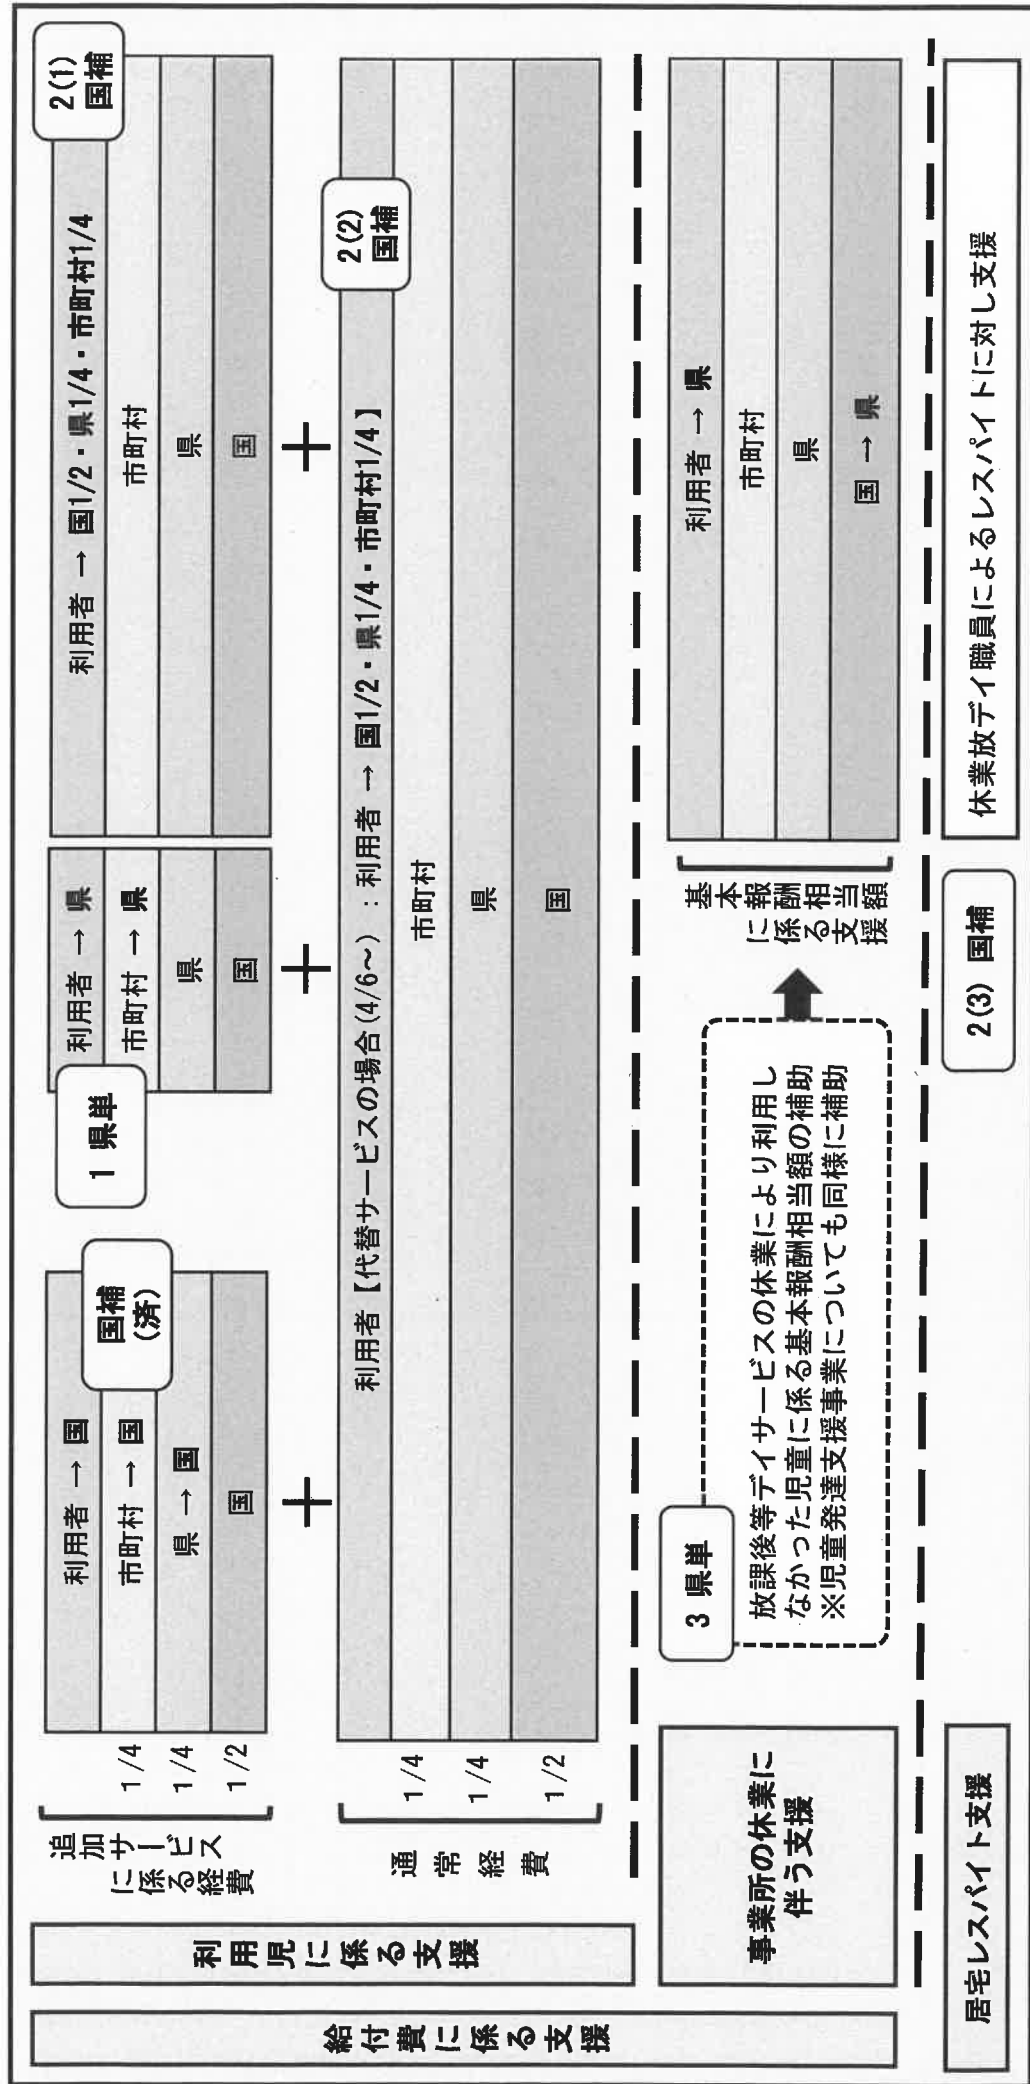 給付費に係る支援
利用児に係る支援
追加サービス
に係る経費
1/4
1/4
1/2
利用者 → 国
市町村 → 国
県 → 国
国
国補
(済)
1 県単
利用者 → 県
市町村 → 県
県
国
2(1)
国補
利用者 → 国1/2・県1/4・市町村1/4
市町村
県
国
+
+
+
通常経費
1/4
1/4
1/2
2(2)
国補
利用者【代替サービスの場合(4/6~) : 利用者 → 国1/2・県1/4・市町村1/4 】
市町村
県
国
事業所の休業に
伴う支援
3 県単
放課後等デイサービスの休業により利用し
なかった児童に係る基本報酬相当額の補助
※児童発達支援事業についても同様に補助
基本報酬相当額
に係る支援
利用者 → 県
市町村
県
国 → 県
居宅レスパイト支援
2(3) 国補
休業放デイ職員によるレスパイトに対し支援